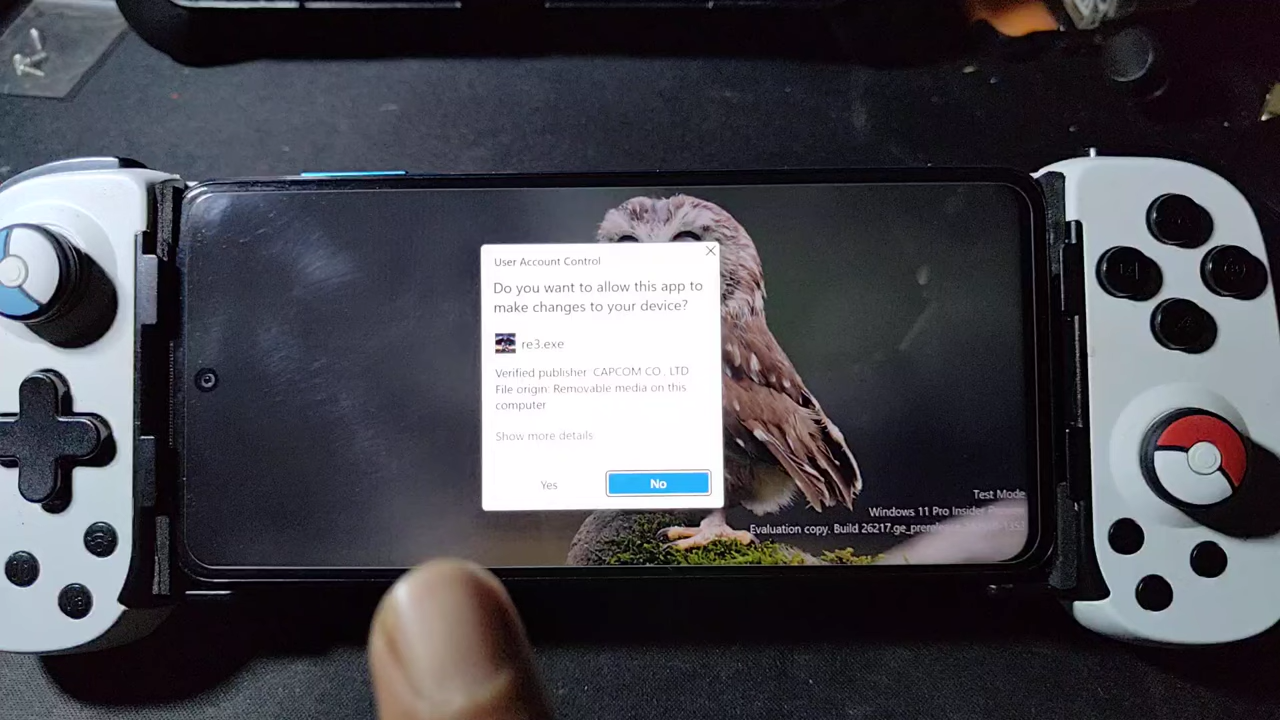 User Account Control
Do you want to allow this app to
make changes to your device?
re3.exe
Verified publisher: CAPCOM CO., LTD
File origin: Removable media on this
computer
Show more details
Yes
No
Test Mode
Windows 11 Pro Insider
Evaluation copy. Build 26217.ge_